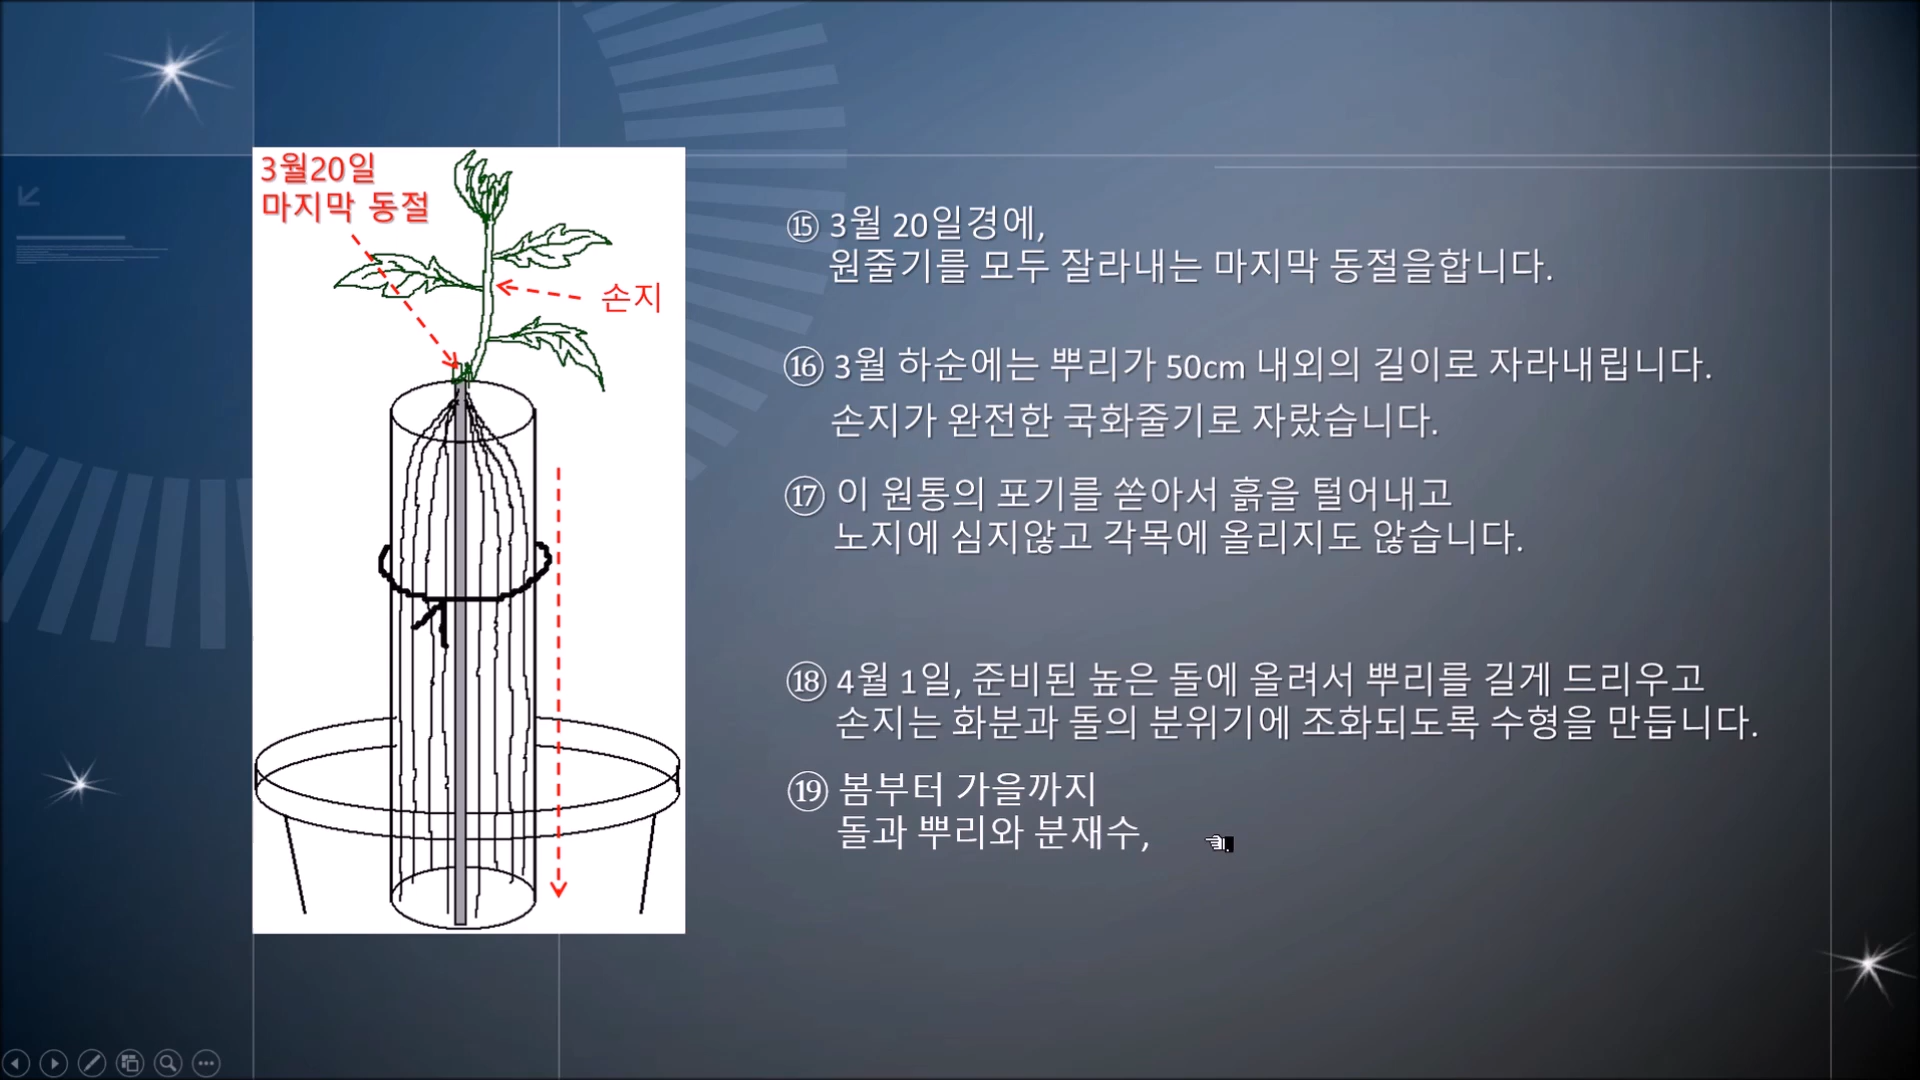 3월20일
마지막 동절
손지
⑮ 3월 20일경에,
원줄기를 모두 잘라내는 마지막 동절을합니다.
⑯ 3월 하순에는 뿌리가 50cm 내외의 길이로 자라내립니다.
손지가 완전한 국화줄기로 자랐습니다.
⑰ 이 원통의 포기를 쏟아서 흙을 털어내고
노지에 심지않고 각목에 올리지도 않습니다.
⑱ 4월 1일, 준비된 높은 돌에 올려서 뿌리를 길게 드리우고
손지는 화분과 돌의 분위기에 조화되도록 수형을 만듭니다.
⑲ 봄부터 가을까지
돌과 뿌리와 분재수,